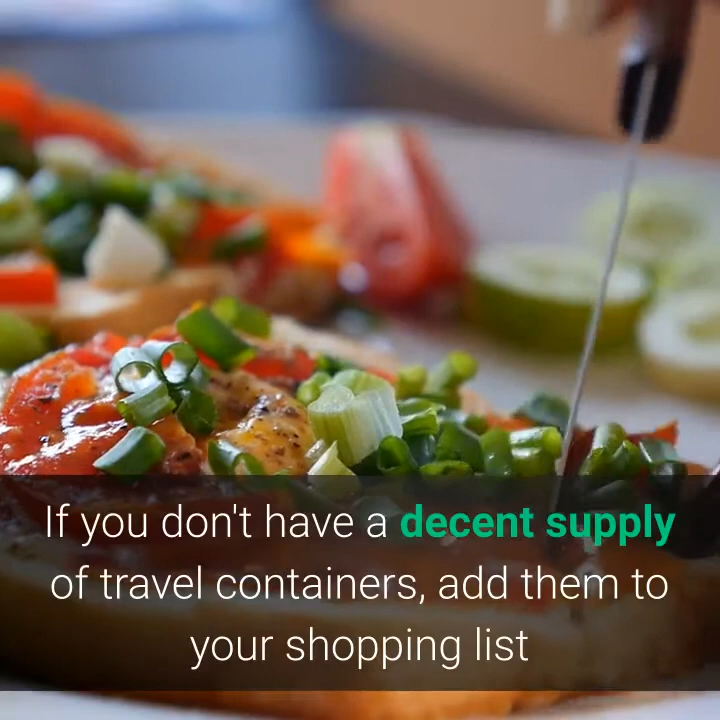 If you don't have a decent supply
of travel containers, add them to
your shopping list